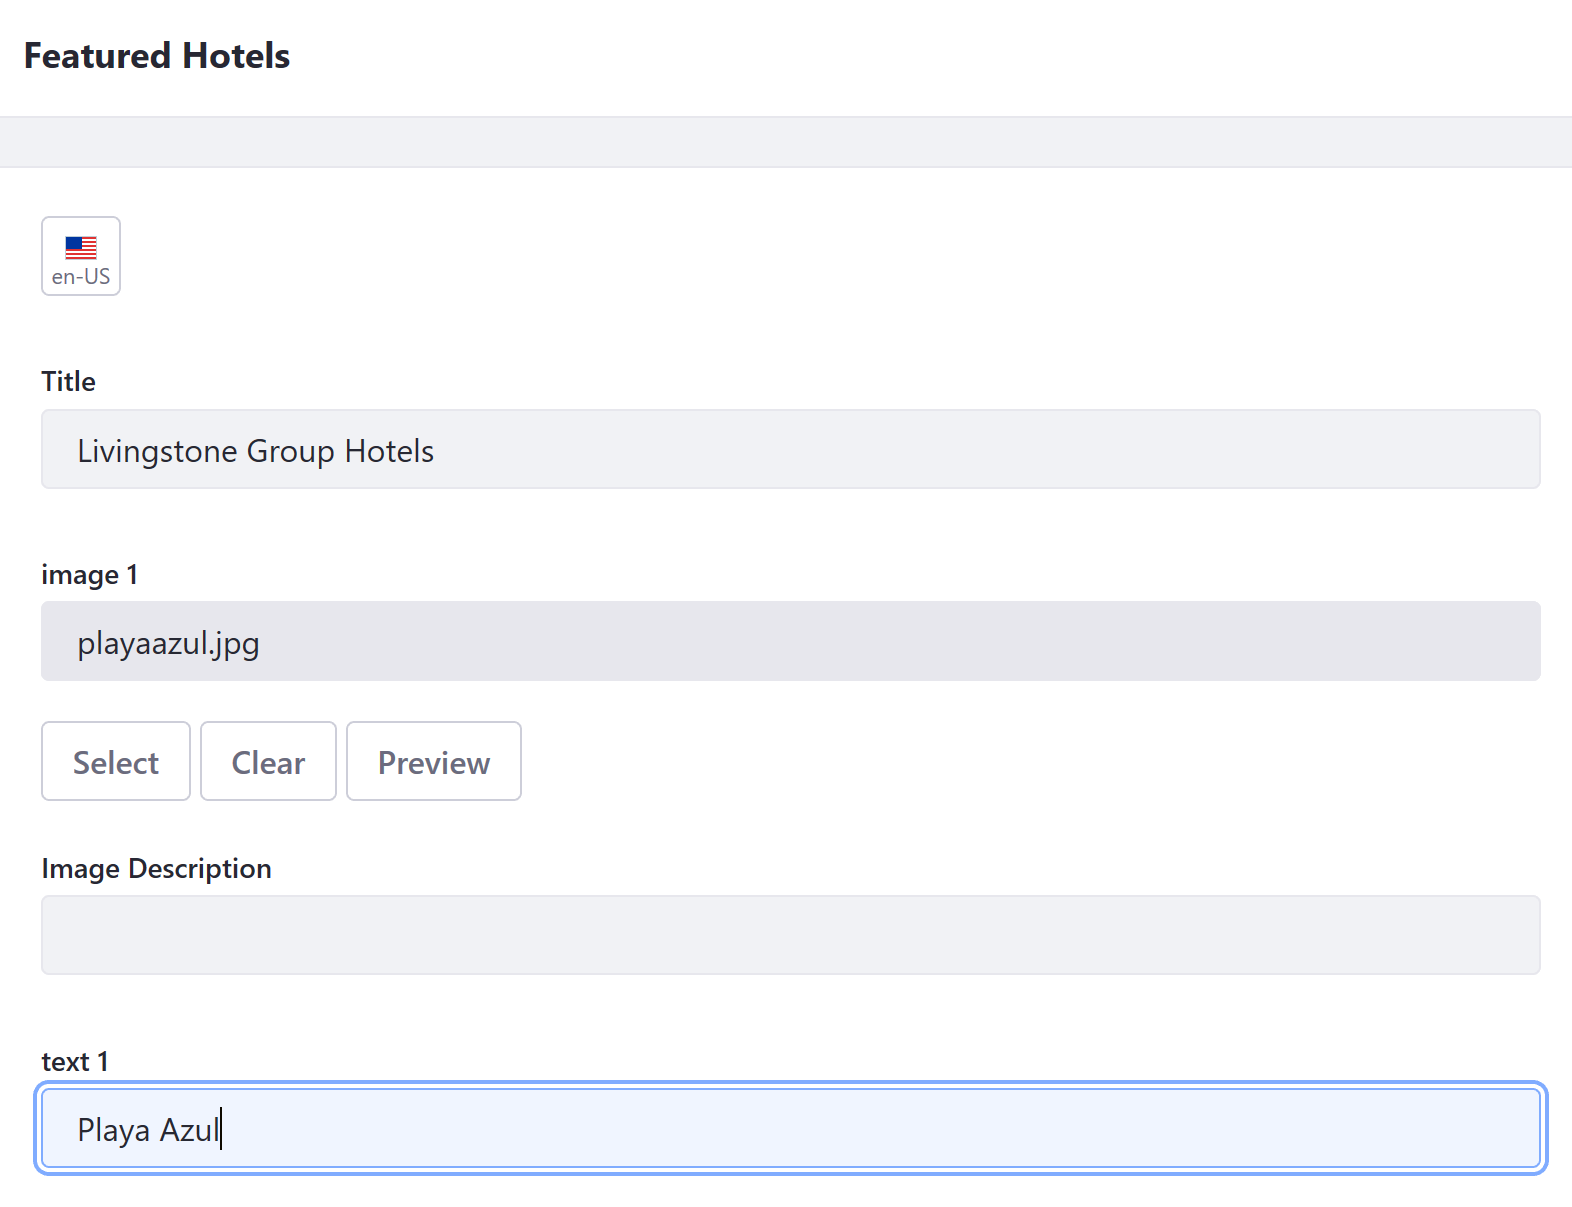 Featured Hotels
en-US
Title
Livingstone Group Hotels
image 1
playaazul.jpg
Select Clear Preview
Image Description
text 1
Playa Azul